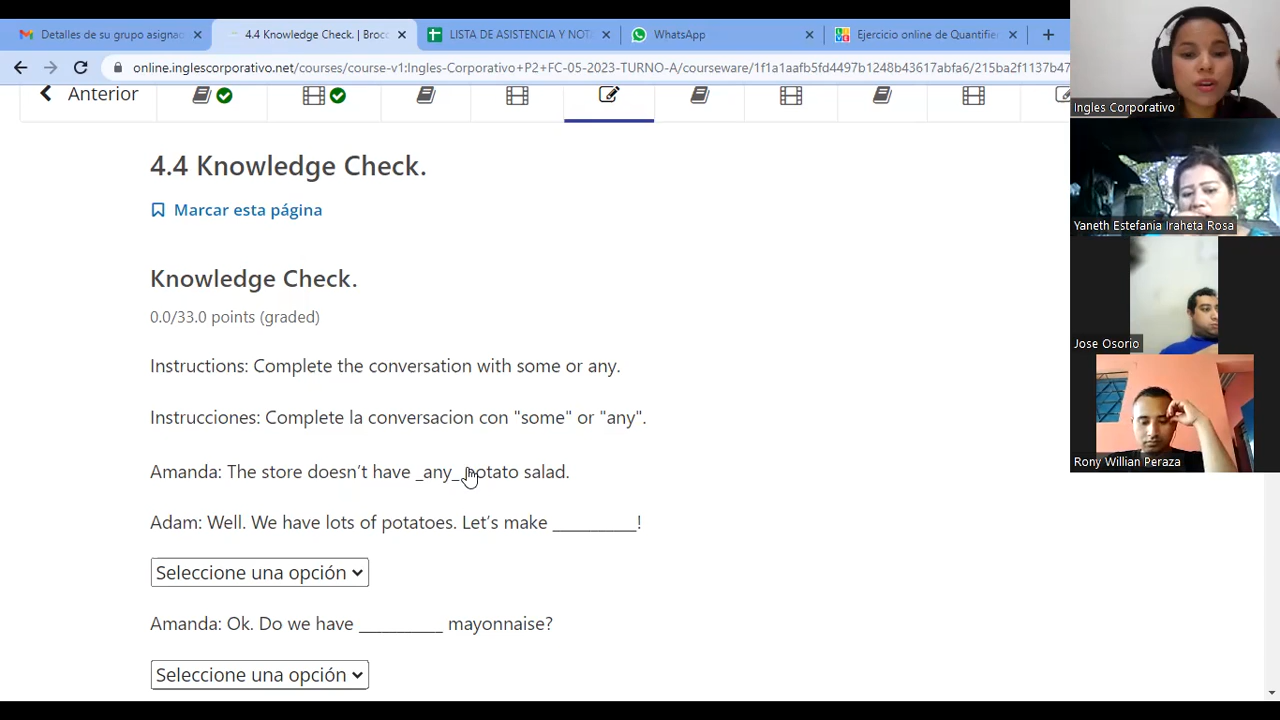 Detalles de su grupo asignac
4.4 Knowledge Check. | Broco
LISTA DE ASISTENCIA Y NOTA
WhatsApp
Ejercicio online de Quantifie
online.inglescorporativo.net/courses/course-v1:Ingles-Corporativo+P2+FC-05-2023-TURNO-A/courseware/1f1a1aafb5fd4497b1248b43617abfa6/215ba2f1137b47
Anterior
4.4 Knowledge Check.
Marcar esta página
Knowledge Check.
0.0/33.0 points (graded)
Instructions: Complete the conversation with some or any.
Instrucciones: Complete la conversacion con "some" or "any".
Amanda: The store doesn’t have _any_ potato salad.
Adam: Well. We have lots of potatoes. Let’s make _________!
Seleccione una opción
Amanda: Ok. Do we have _________ mayonnaise?
Seleccione una opción
Ingles Corporativo
Yaneth Estefania Iraheta Rosa
Jose Osorio
Rony Willian Peraza